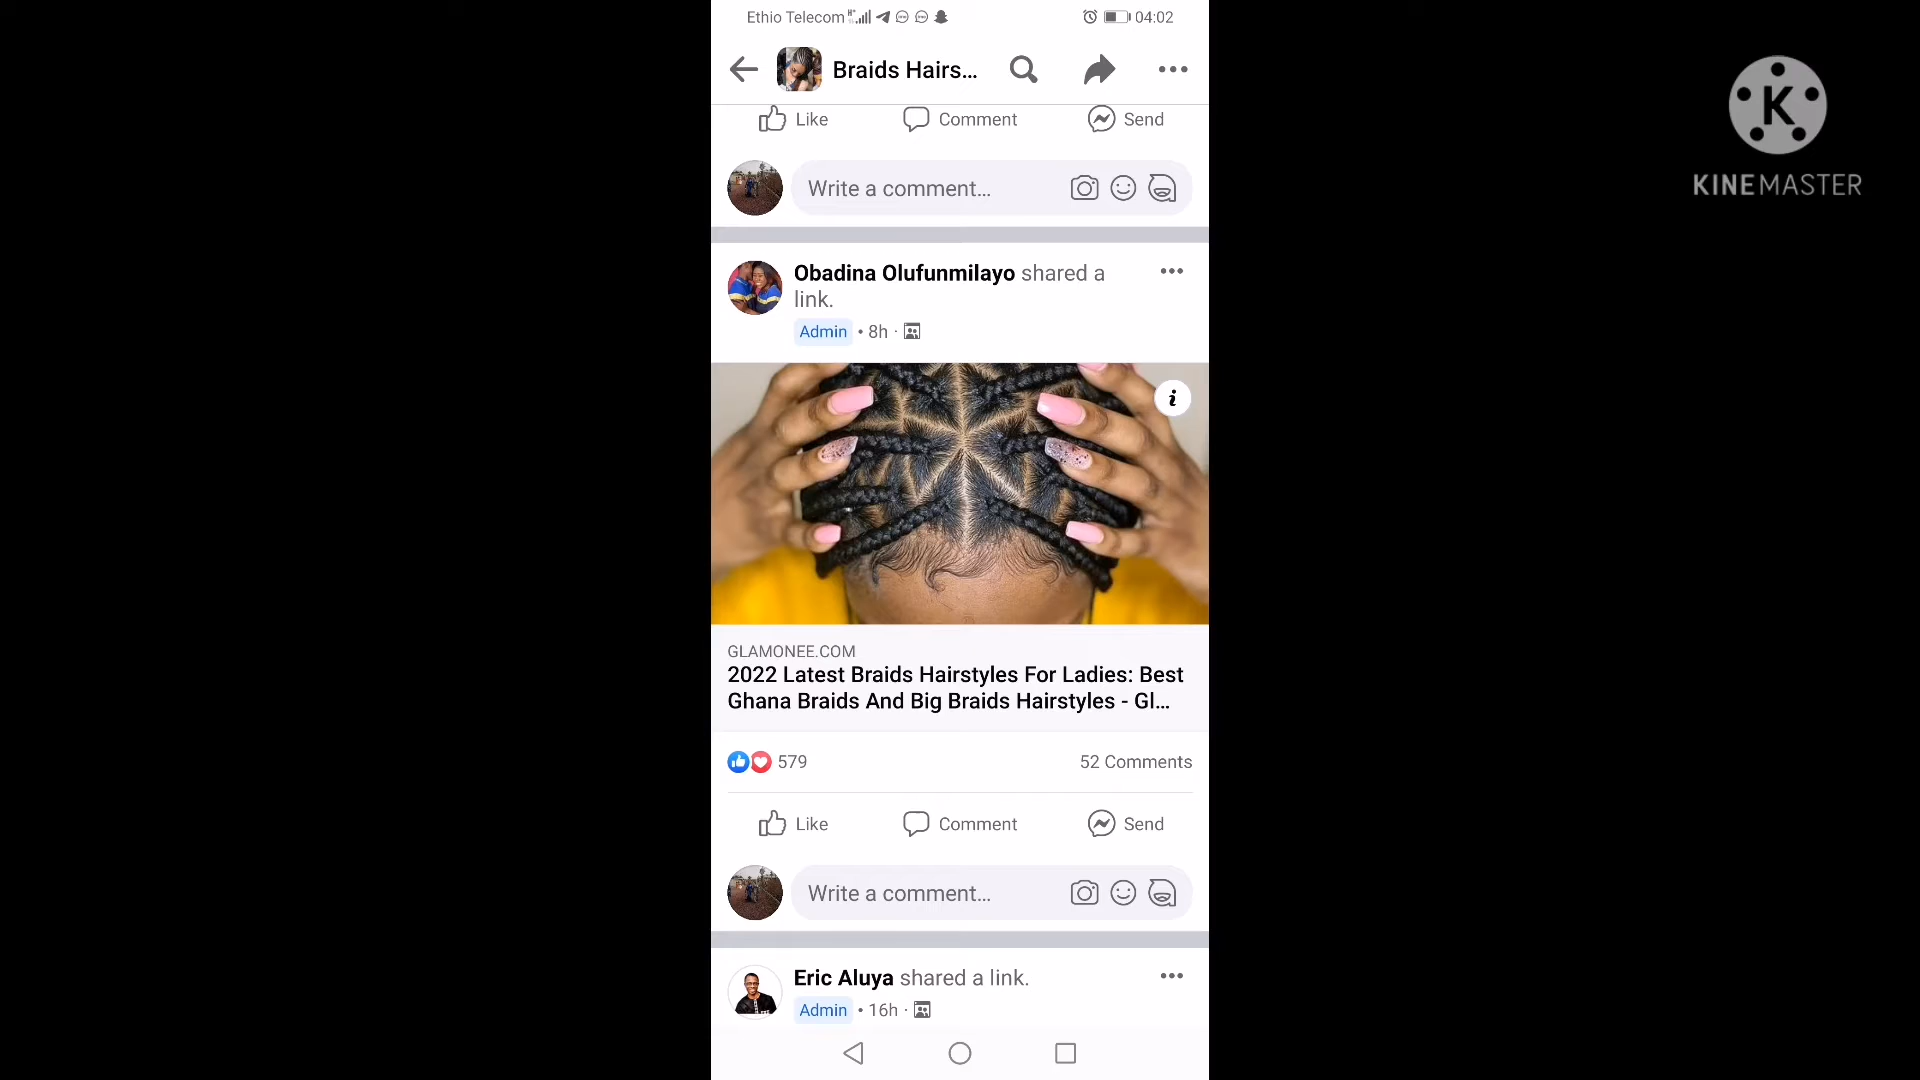 Ethio Telecom
04:02
Braids Hairs...
Like
Comment
Send
Write a comment...
Obadina Olufunmilayo shared a
link.
Admin • 8h ·
i
GLAMONEE.COM
2022 Latest Braids Hairstyles For Ladies: Best
Ghana Braids And Big Braids Hairstyles - Gl...
579
52 Comments
Like
Comment
Send
Write a comment...
Eric Aluya shared a link.
Admin • 16h ·
K
KINEMASTER